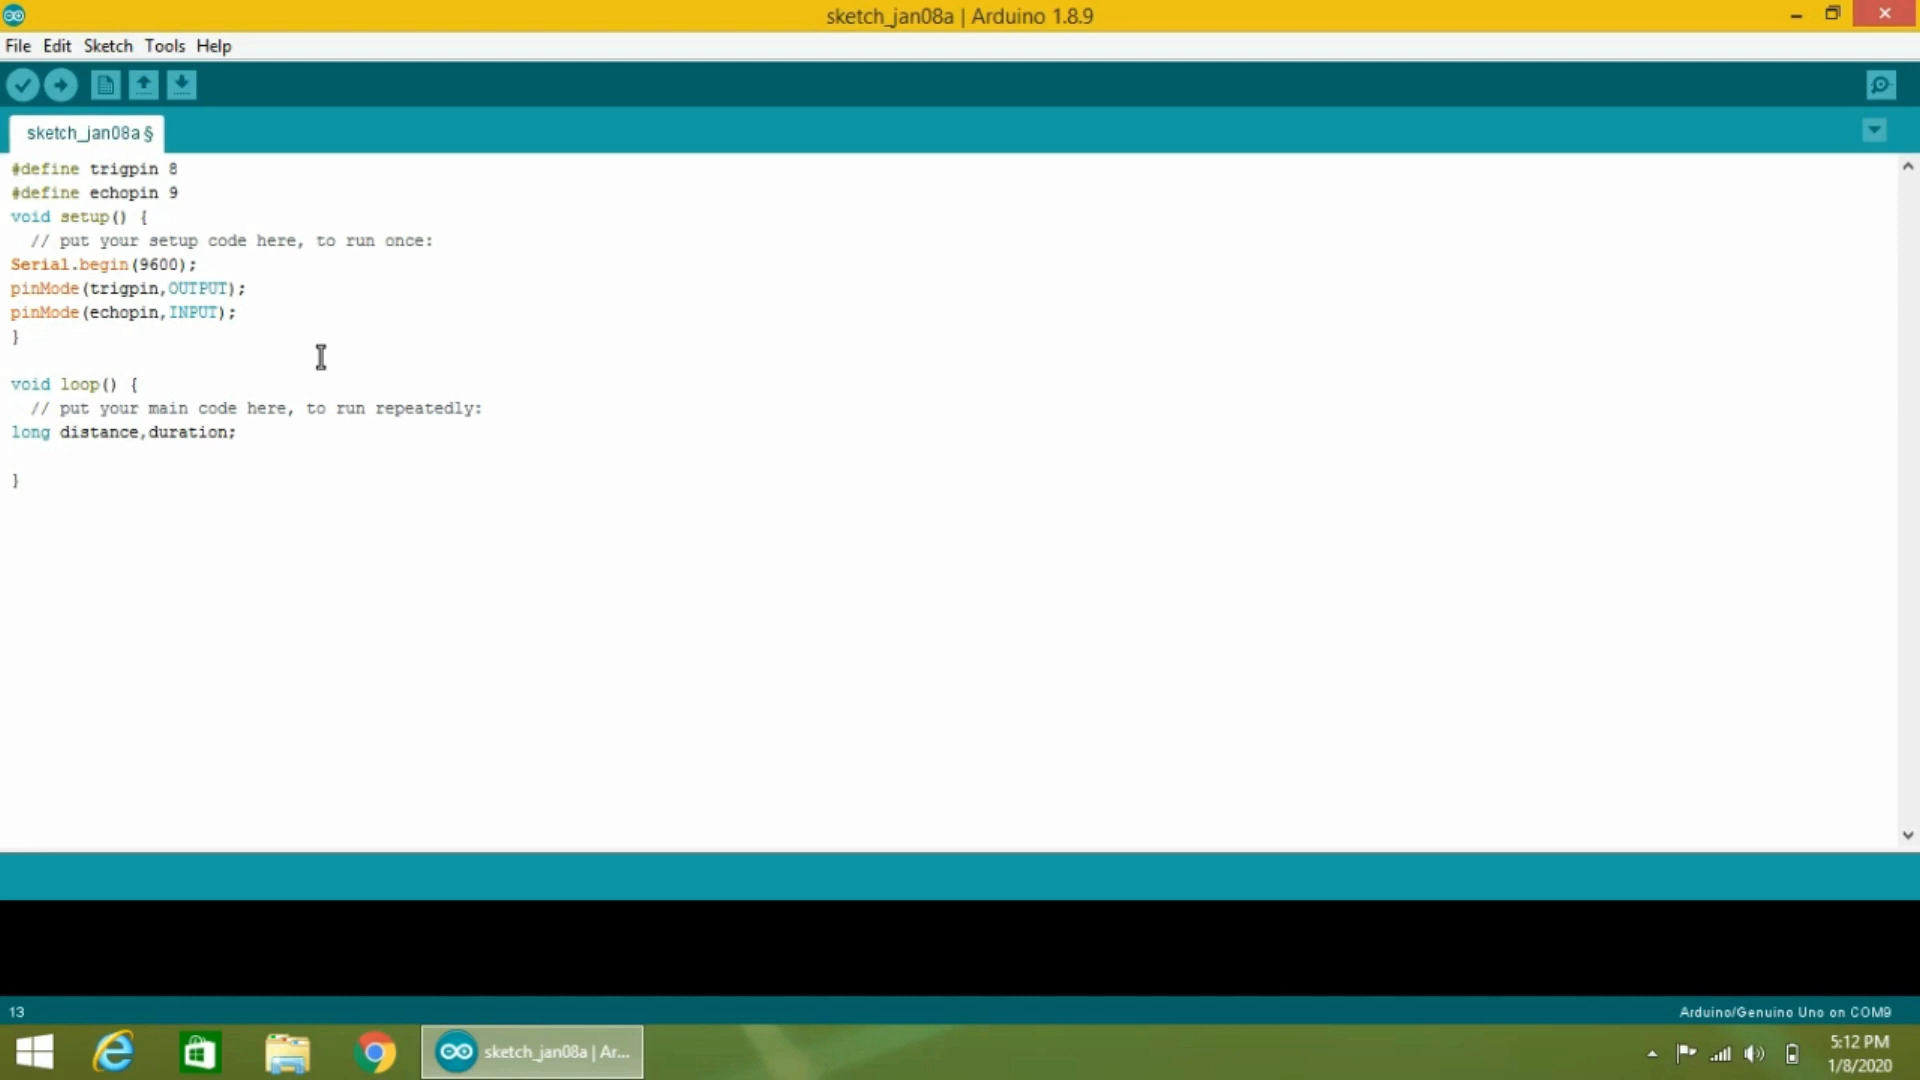 sketch_jan08a | Arduino 1.8.9
File Edit Sketch Tools Help
sketch_jan08a §
#define trigpin 8
#define echopin 9
void setup() {
  // put your setup code here, to run once:
Serial.begin(9600);
pinMode(trigpin,OUTPUT);
pinMode(echopin,INPUT);
}
void loop() {
  // put your main code here, to run repeatedly:
long distance,duration;
}
13
Arduino/Genuino Uno on COM9
sketch_jan08a | Ar...
5:12 PM
1/8/2020